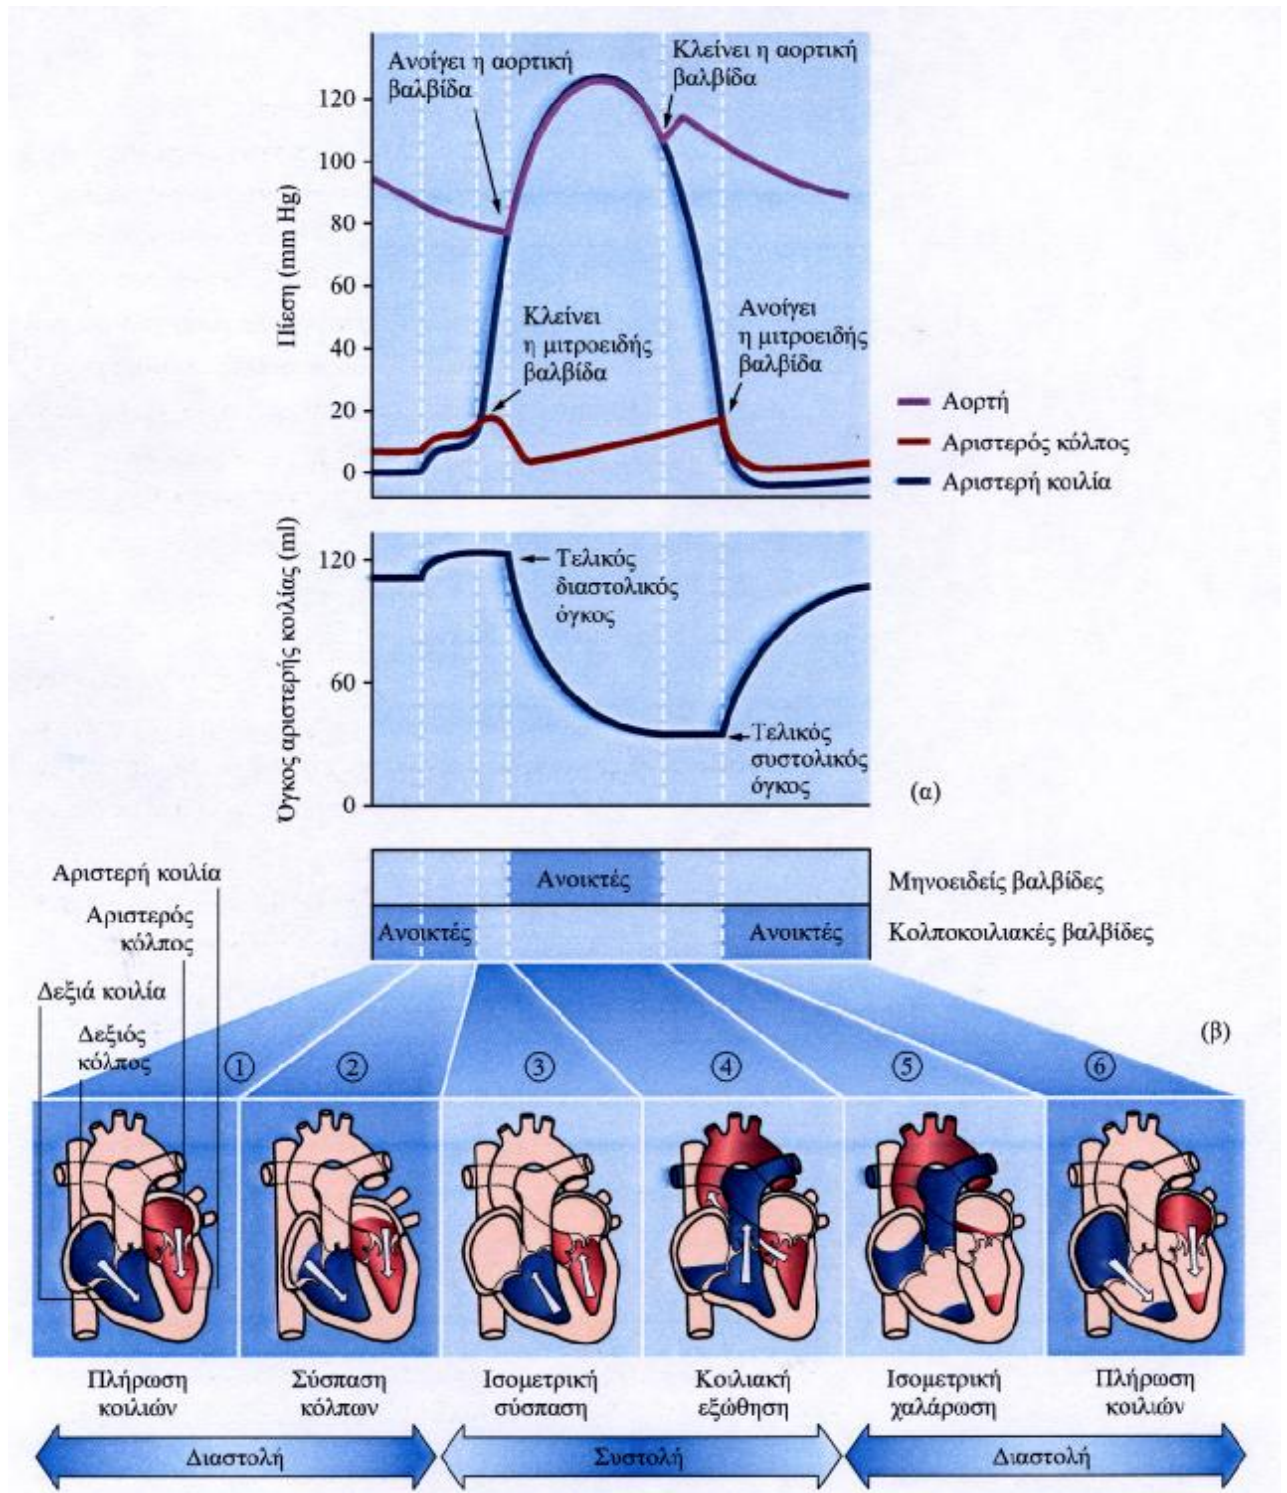 Ανοίγει η αορτική
βαλβίδα
Κλείνει η αορτική
βαλβίδα
120
100
80
60
40
20
0
Πίεση (mm Hg)
Κλείνει
η μιτροειδής
βαλβίδα
Ανοίγει
η μιτροειδής
βαλβίδα
Αορτή
Αριστερός κόλπος
Αριστερή κοιλία
Όγκος αριστερής κοιλίας (ml)
120
60
0
Τελικός
διαστολικός
όγκος
Τελικός
συστολικός
όγκος
(α)
Ανοικτές
Μηνοειδείς βαλβίδες
Ανοικτές
Ανοικτές
Κολποκοιλιακές βαλβίδες
Αριστερή κοιλία
Αριστερός
κόλπος
Δεξιά κοιλία
Δεξιός
κόλπος
(β)
① ② ③ ④ ⑤ ⑥
Πλήρωση
κοιλιών
Σύσπαση
κόλπων
Ισομετρική
σύσπαση
Κοιλιακή
εξώθηση
Ισομετρική
χαλάρωση
Πλήρωση
κοιλιών
Διαστολή
Συστολή
Διαστολή